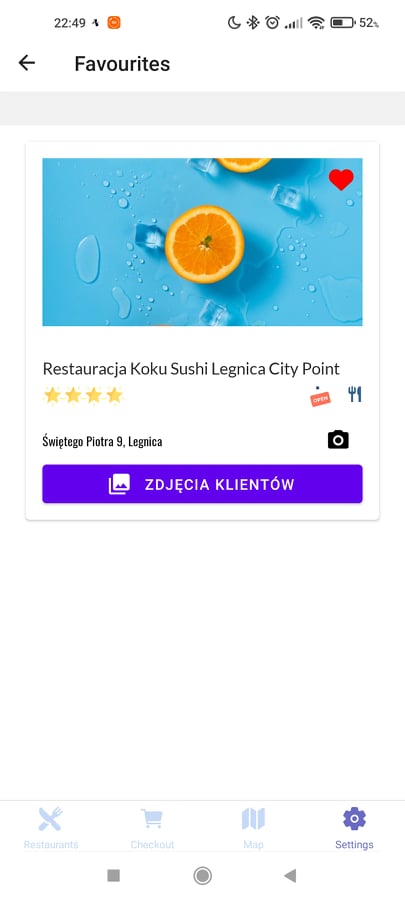 22:49
52%
Favourites
Restauracja Koku Sushi Legnica City Point
OPEN
Świętego Piotra 9, Legnica
ZDJĘCIA KLIENTÓW
Restaurants
Checkout
Map
Settings